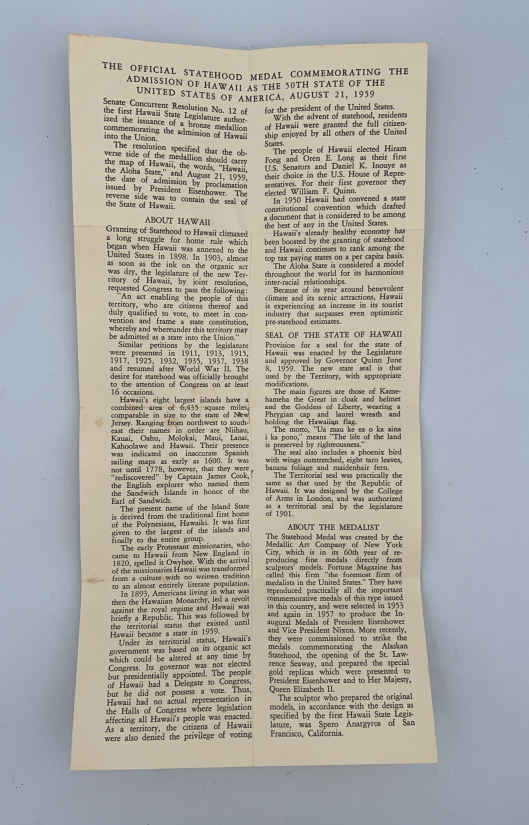 THE OFFICIAL STATEHOOD MEDAL COMMEMORATING THE
ADMISSION OF HAWAII AS THE 50TH STATE OF THE
UNITED STATES OF AMERICA, AUGUST 21, 1959
Senate Concurrent Resolution No. 12 of
the first Hawaii State Legislature author-
ized the issuance of a bronze medallion
commemorating the admission of Hawaii
into the Union.
The resolution specified that the ob-
verse side of the medallion should carry
the map of Hawaii, the words, "Hawaii,
the Aloha State," and August 21, 1959,
the date of admission by proclamation
issued by President Eisenhower. The
reverse side was to contain the seal of
the State of Hawaii.
ABOUT HAWAII
Granting of Statehood to Hawaii climaxed
a long struggle for home rule which
began when Hawaii was annexed to the
United States in 1898. In 1903, almost
as soon as the ink on the organic act
was dry, the legislature of the new Ter-
ritory of Hawaii, by joint resolution,
requested Congress to pass the following:
"An act enabling the people of this
territory, who are citizens thereof and
duly qualified to vote, to meet in con-
vention and frame a state constitution,
whereby and whereunder this territory may
be admitted as a state into the Union."
Similar petitions by the legislature
were presented in 1911, 1913, 1915,
1917, 1925, 1932, 1935, 1937, 1938
and resumed after World War II. The
desire for statehood was officially brought
to the attention of Congress on at least
16 occasions.
Hawaii's eight largest islands have a
combined area of 6,435 square miles,
comparable in size to the state of New
Jersey. Ranging from northwest to south-
east their names in order are Niihau,
Kauai, Oahu, Molokai, Maui, Lanai,
Kahoolawe and Hawaii. Their presence
was indicated on inaccurate Spanish
sailing maps as early as 1600. It was
not until 1778, however, that they were
"rediscovered" by Captain James Cook,
the English explorer who named them
the Sandwich Islands in honor of the
Earl of Sandwich.
The present name of the Island State
is derived from the traditional first home
of the Polynesians, Hawaiki. It was first
given to the largest of the islands and
finally to the entire group.
The early Protestant missionaries, who
came to Hawaii from New England in
1820, spelled it Owyhee. With the arrival
of the missionaries Hawaii was transformed
from a culture with no written tradition
to an almost entirely literate population.
In 1893, Americans living in what was
then the Hawaiian Monarchy, led a revolt
against the royal regime and Hawaii was
briefly a Republic. This was followed by
the territorial status that existed until
Hawaii became a state in 1959.
Under its territorial status, Hawaii's
government was based on its organic act
which could be altered at any time by
Congress. Its governor was not elected
but presidentially appointed. The people
of Hawaii had a Delegate to Congress,
but he did not possess a vote. Thus,
Hawaii had no actual representation in
the Halls of Congress where legislation
affecting all Hawaii's people was enacted.
As a territory, the citizens of Hawaii
were also denied the privilege of voting
for the president of the United States.
With the advent of statehood, residents
of Hawaii were granted the full citizen-
ship enjoyed by all others of the United
States.
The people of Hawaii elected Hiram
Fong and Oren E. Long as their first
U.S. Senators and Daniel K. Inouye as
their choice in the U.S. House of Repre-
sentatives. For their first governor they
elected William F. Quinn.
In 1950 Hawaii had convened a state
constitutional convention which drafted
a document that is considered to be among
the best of any in the United States.
Hawaii's already healthy economy has
been boosted by the granting of statehood
and Hawaii continues to rank among the
top tax paying states on a per capita basis.
The Aloha State is considered a model
throughout the world for its harmonious
inter-racial relationships.
Because of its year around benevolent
climate and its scenic attractions, Hawaii
is experiencing an increase in its tourist
industry that surpasses even optimistic
pre-statehood estimates.
SEAL OF THE STATE OF HAWAII
Provision for a seal for the state of
Hawaii was enacted by the Legislature
and approved by Governor Quinn June
8, 1959. The new state seal is that
used by the Territory, with appropriate
modifications.
The main figures are those of Kame-
hameha the Great in cloak and helmet
and the Goddess of Liberty, wearing a
Phrygian cap and laurel wreath and
holding the Hawaiian flag.
The motto, "Ua mau ke ea o ka aina
i ka pono," means "The life of the land
is preserved by righteousness."
The seal also includes a phoenix bird
with wings outstretched, eight taro leaves,
banana foliage and maidenhair fern.
The Territorial seal was practically the
same as that used by the Republic of
Hawaii. It was designed by the College
of Arms in London, and was authorized
as a territorial seal by the legislature
of 1901.
ABOUT THE MEDALIST
The Statehood Medal was created by the
Medallic Art Company of New York
City, which is in its 60th year of re-
producing fine medals directly from
sculptors' models. Fortune Magazine has
called this firm "the foremost firm of
medalists in the United States." They have
reproduced practically all the important
commemorative medals of this type issued
in this country, and were selected in 1953
and again in 1957 to produce the In-
augural Medals of President Eisenhower
and Vice President Nixon. More recently,
they were commissioned to strike the
medals commemorating the Alaskan
Statehood, the opening of the St. Law-
rence Seaway, and prepared the special
gold replicas which were presented to
President Eisenhower and to Her Majesty,
Queen Elizabeth II.
The sculptor who prepared the original
models, in accordance with the design as
specified by the first Hawaii State Legis-
lature, was Spero Anargyros of San
Francisco, California.